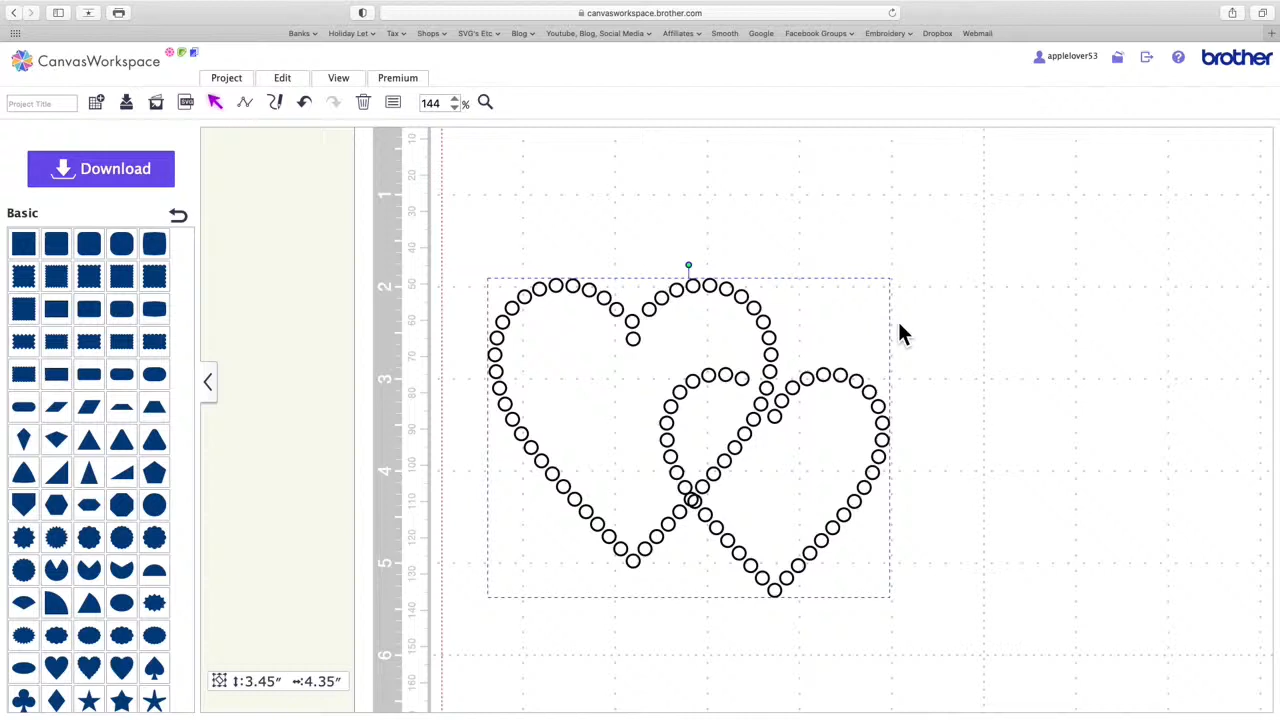 canvasworkspace.brother.com
Banks Holiday Let Tax Shops SVG's Etc Blog Youtube, Blog, Social Media Affiliates Smooth Google Facebook Groups Embroidery Dropbox Webmail
CanvasWorkspace
applelover53
brother
Project Edit View Premium
Project Title
SVG
144 %
Download
Basic
10
1
20
30
40
2
50
60
70
3
80
90
4
100
110
120
5
130
140
150
6
160
3.45" 4.35"